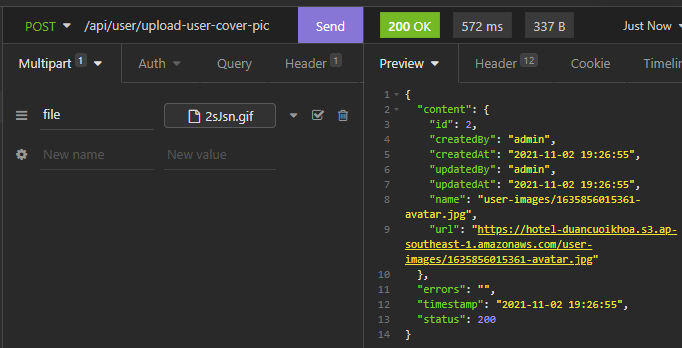 POST /api/user/upload-user-cover-pic Send 200 OK 572 ms 337 B Just Now
Multipart 1 Auth Query Header 1 Preview Header 12 Cookie Timelin
file 2sJsn.gif
New name New value
1 {
2 "content": {
3 "id": 2,
4 "createdBy": "admin",
5 "createdAt": "2021-11-02 19:26:55",
6 "updatedBy": "admin",
7 "updatedAt": "2021-11-02 19:26:55",
8 "name": "user-images/1635856015361-
avatar.jpg",
9 "url": "https://hotel-duancuoikhoa.s3.ap-
southeast-1.amazonaws.com/user-
images/1635856015361-avatar.jpg"
10 },
11 "errors": "",
12 "timestamp": "2021-11-02 19:26:55",
13 "status": 200
14 }